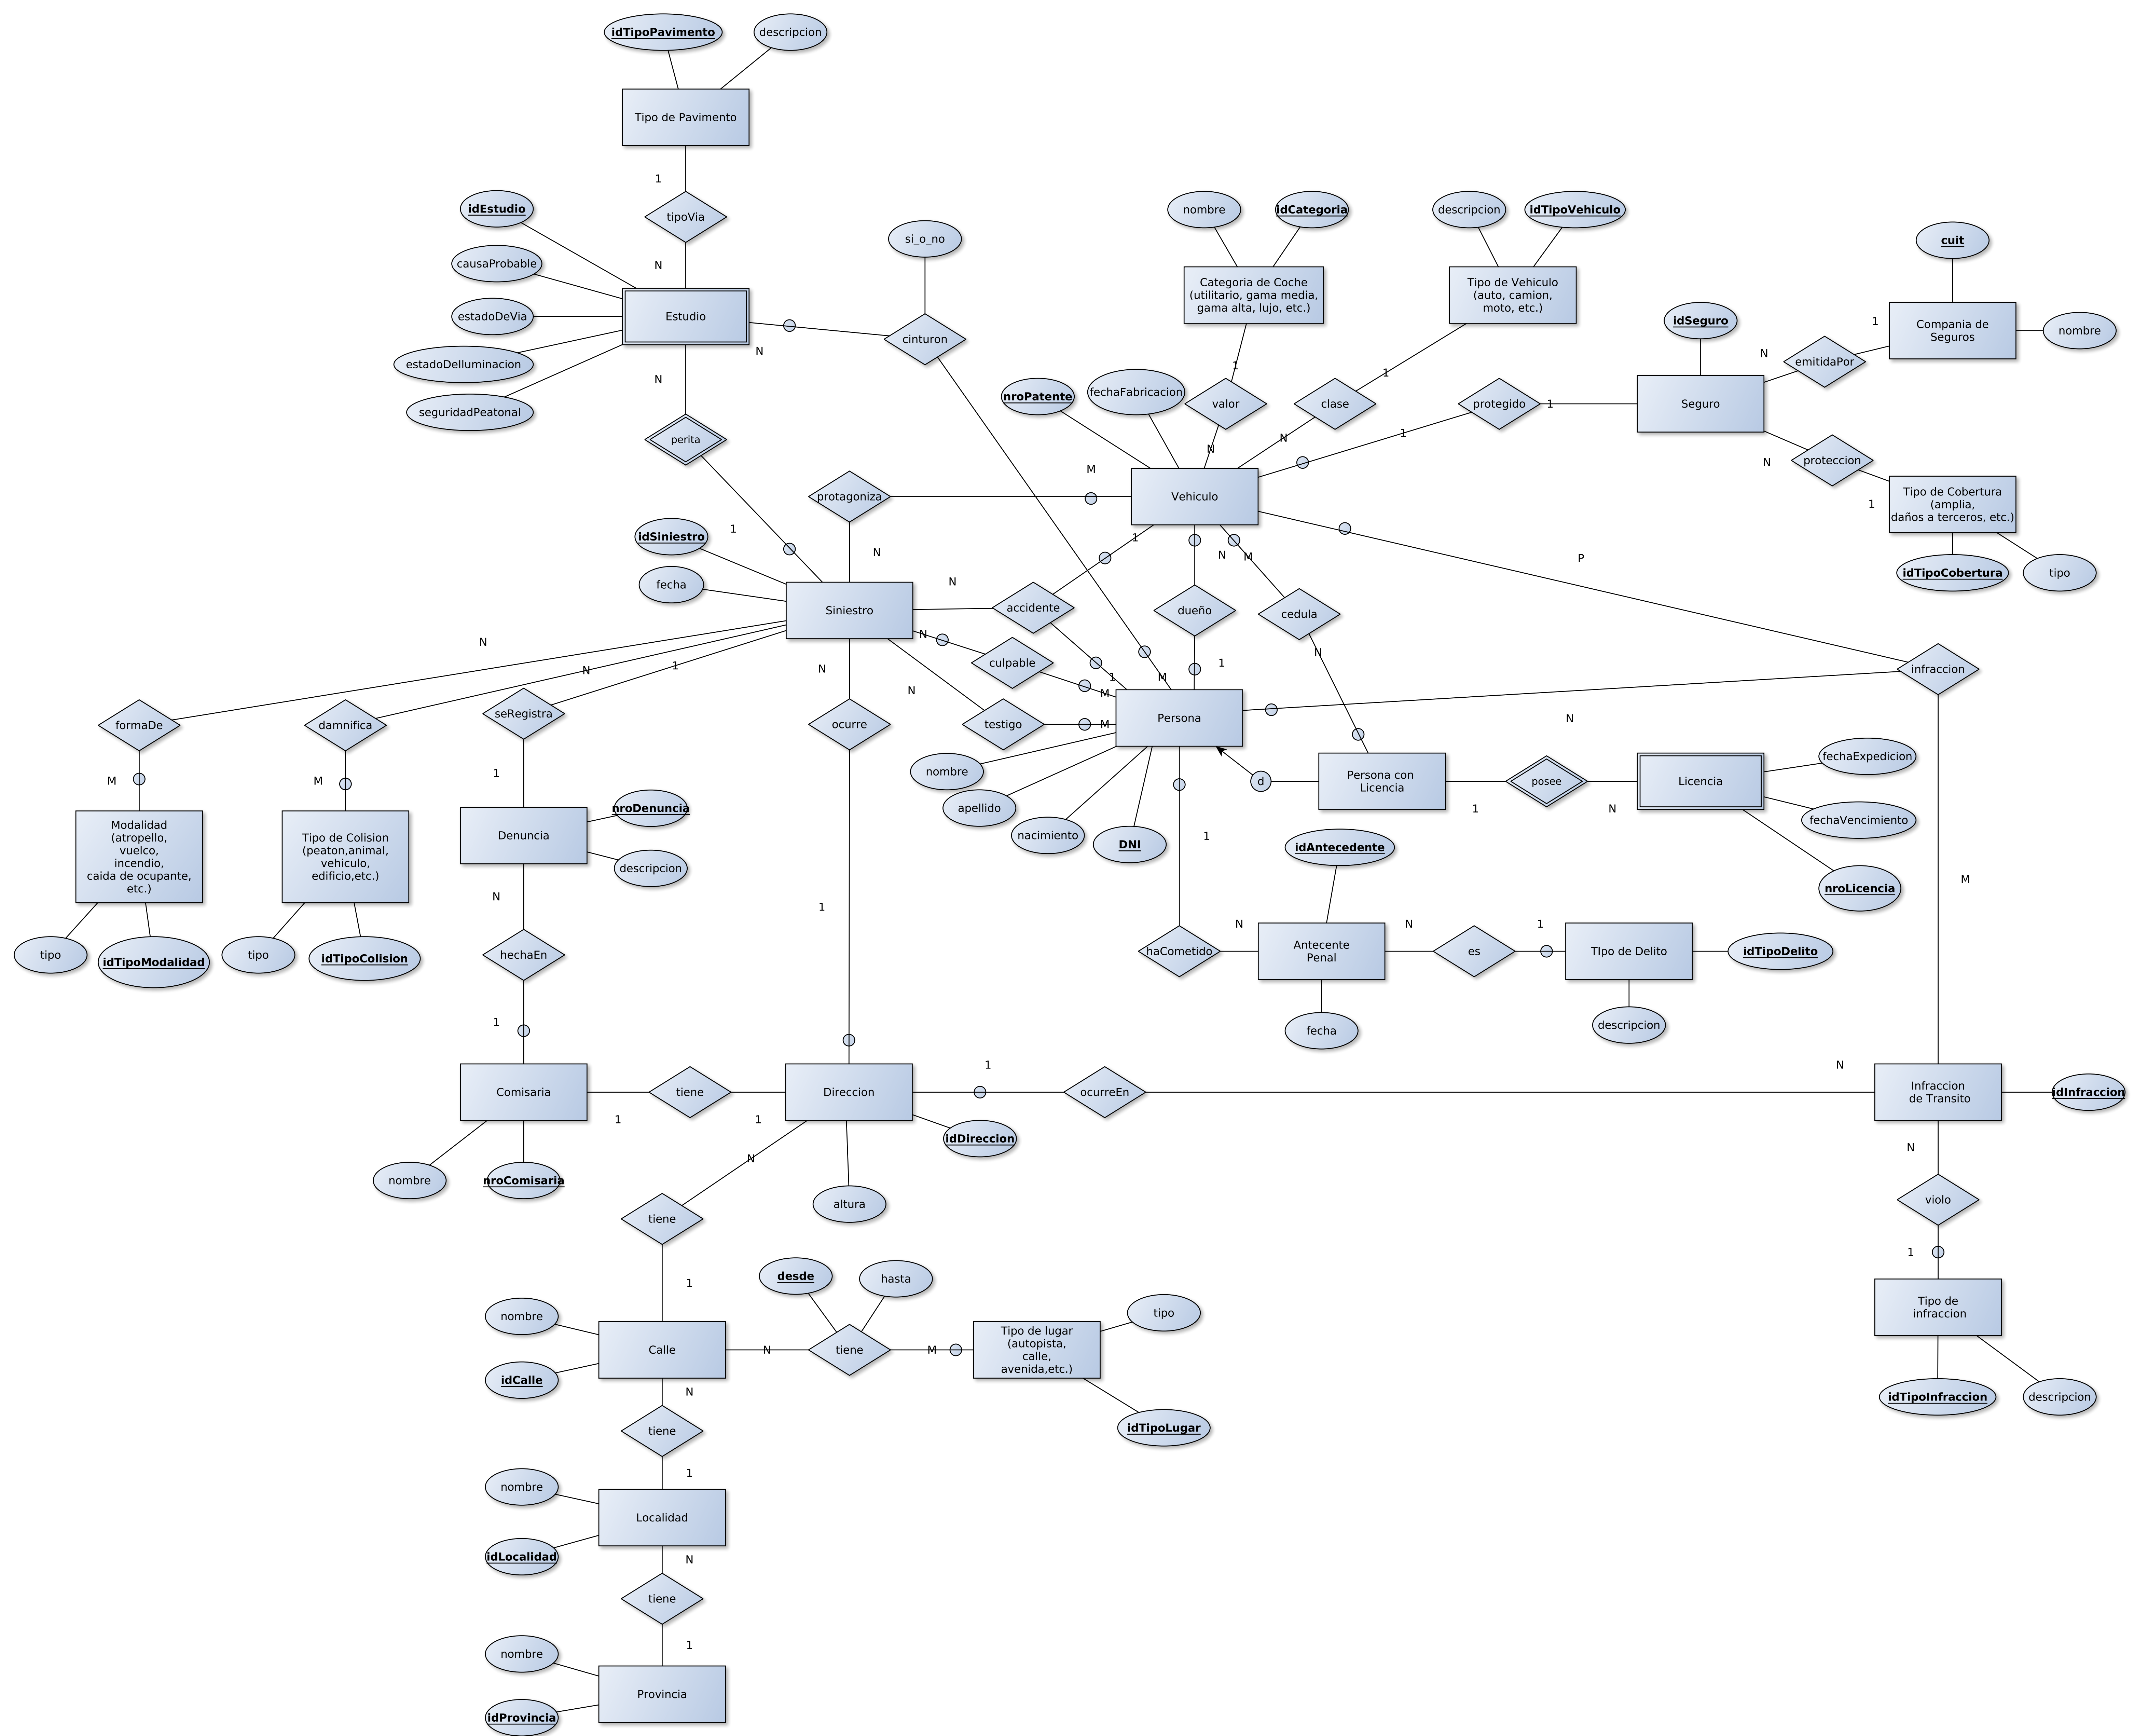 idTipoPavimento
descripcion
Tipo de Pavimento
1
tipoVia
N
idEstudio
causaProbable
estadoDeVia
estadoDeIluminacion
seguridadPeatonal
Estudio
N
N
perita
1
si_o_no
cinturon
M
nombre
idCategoria
Categoria de Coche
(utilitario, gama media,
gama alta, lujo, etc.)
1
valor
N
descripcion
idTipoVehiculo
Tipo de Vehiculo
(auto, camion,
moto, etc.)
1
clase
N
nroPatente
fechaFabricacion
Vehiculo
1
protegido
1
idSeguro
Seguro
N
emitidaPor
1
cuit
Compania de
Seguros
nombre
N
proteccion
1
Tipo de Cobertura
(amplia,
daños a terceros, etc.)
idTipoCobertura
tipo
protagoniza
M
N
idSiniestro
fecha
Siniestro
N
accidente
1
1
N
culpable
M
N
testigo
M
N
dueño
1
M
cedula
N
P
infraccion
N
M
Persona
nombre
apellido
nacimiento
DNI
d
Persona con
Licencia
1
posee
N
Licencia
fechaExpedicion
fechaVencimiento
nroLicencia
N
formaDe
M
Modalidad
(atropello,
vuelco,
incendio,
caida de ocupante,
etc.)
tipo
idTipoModalidad
N
damnifica
M
Tipo de Colision
(peaton,animal,
vehiculo,
edificio,etc.)
tipo
idTipoColision
1
seRegistra
1
Denuncia
nroDenuncia
descripcion
N
hechaEn
1
N
ocurre
1
1
haCometido
N
idAntecedente
Antecente
Penal
fecha
N
es
1
TIpo de Delito
idTipoDelito
descripcion
Comisaria
nombre
nroComisaria
1
tiene
1
Direccion
idDireccion
altura
1
ocurreEn
N
Infraccion
de Transito
idInfraccion
N
violo
1
Tipo de
infraccion
idTipoInfraccion
descripcion
N
tiene
1
nombre
idCalle
Calle
N
desde
hasta
tiene
M
Tipo de lugar
(autopista,
calle,
avenida,etc.)
tipo
idTipoLugar
N
tiene
1
nombre
idLocalidad
Localidad
N
tiene
1
nombre
idProvincia
Provincia